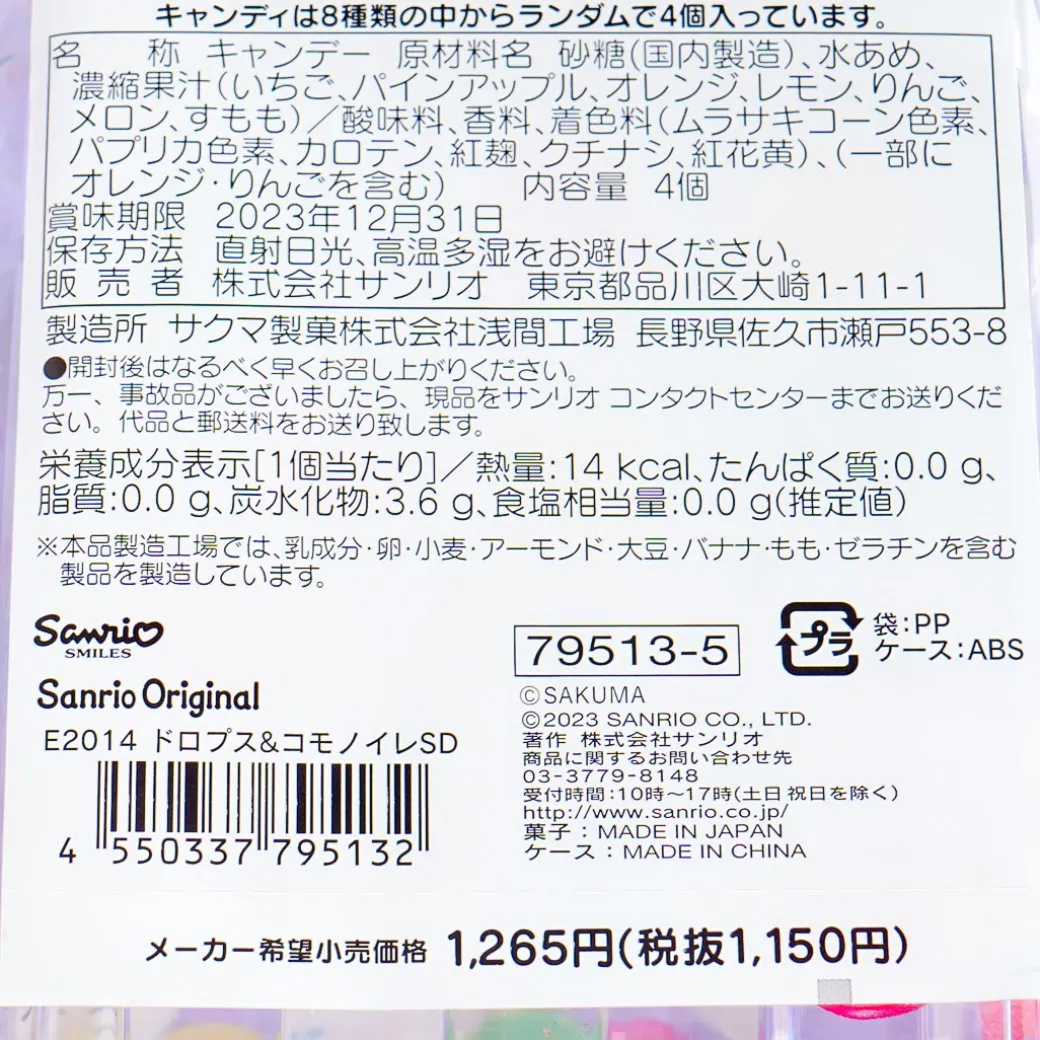 キャンディは8種類の中からランダムで4個入っています。
名 称 キャンデー 原材料名 砂糖(国内製造)、水あめ、
濃縮果汁(いちご、パインアップル、オレンジ、レモン、りんご、
メロン、すもも)/酸味料、香料、着色料(ムラサキコーン色素、
パプリカ色素、カロテン、紅麹、クチナシ、紅花黄)、(一部に
オレンジ・りんごを含む) 内容量 4個
賞味期限 2023年12月31日
保存方法 直射日光、高温多湿をお避けください。
販売者 株式会社サンリオ 東京都品川区大崎1-11-1
製造所 サクマ製菓株式会社浅間工場 長野県佐久市瀬戸553-8
●開封後はなるべく早くお召し上がりください。
万一、事故品がございましたら、現品をサンリオ コンタクトセンターまでお送りくだ
さい。代品と郵送料をお送り致します。
栄養成分表示[1個当たり]/熱量:14 kcal、たんぱく質:0.0 g、
脂質:0.0 g、炭水化物:3.6 g、食塩相当量:0.0 g(推定値)
※本品製造工場では、乳成分・卵・小麦・アーモンド・大豆・バナナ・もも・ゼラチンを含む
製品を製造しています。
Sanrio
SMILES
Sanrio Original
E2014 ドロプス&コモノイレSD
4 550337 795132
79513-5
プラ
袋:PP
ケース:ABS
©SAKUMA
©2023 SANRIO CO., LTD.
著作 株式会社サンリオ
商品に関するお問い合わせ先
03-3779-8148
受付時間:10時～17時(土日祝日を除く)
http://www.sanrio.co.jp/
菓子:MADE IN JAPAN
ケース:MADE IN CHINA
メーカー希望小売価格 1,265円(税抜1,150円)